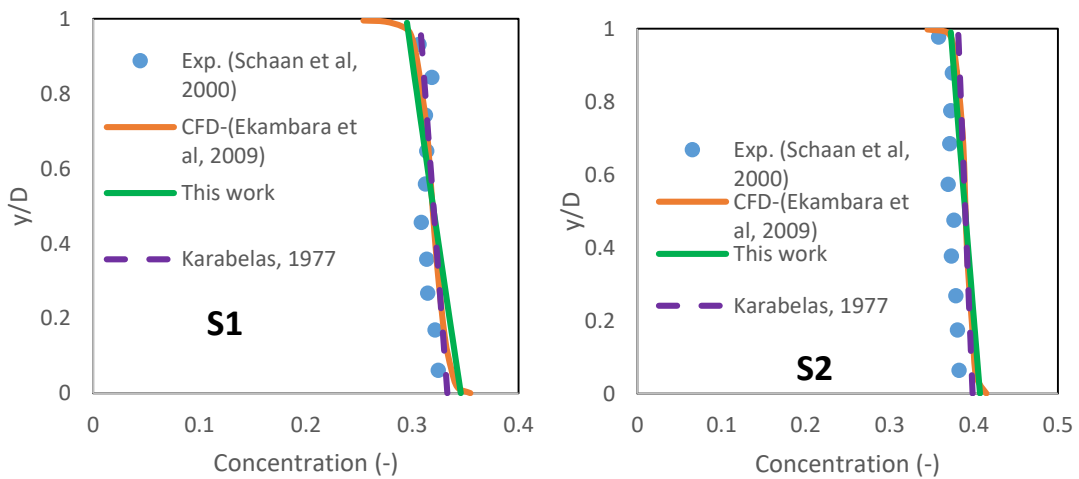 1
0.8
0.6
0.4
0.2
0
y/D
Exp. (Schaan et al,
2000)
CFD-(Ekambara et
al, 2009)
This work
Karabelas, 1977
S1
0
0.1
0.2
0.3
0.4
Concentration (-)
1
0.8
0.6
0.4
0.2
0
y/D
Exp. (Schaan et al,
2000)
CFD-(Ekambara et
al, 2009)
This work
Karabelas, 1977
S2
0
0.1
0.2
0.3
0.4
0.5
Concentration (-)